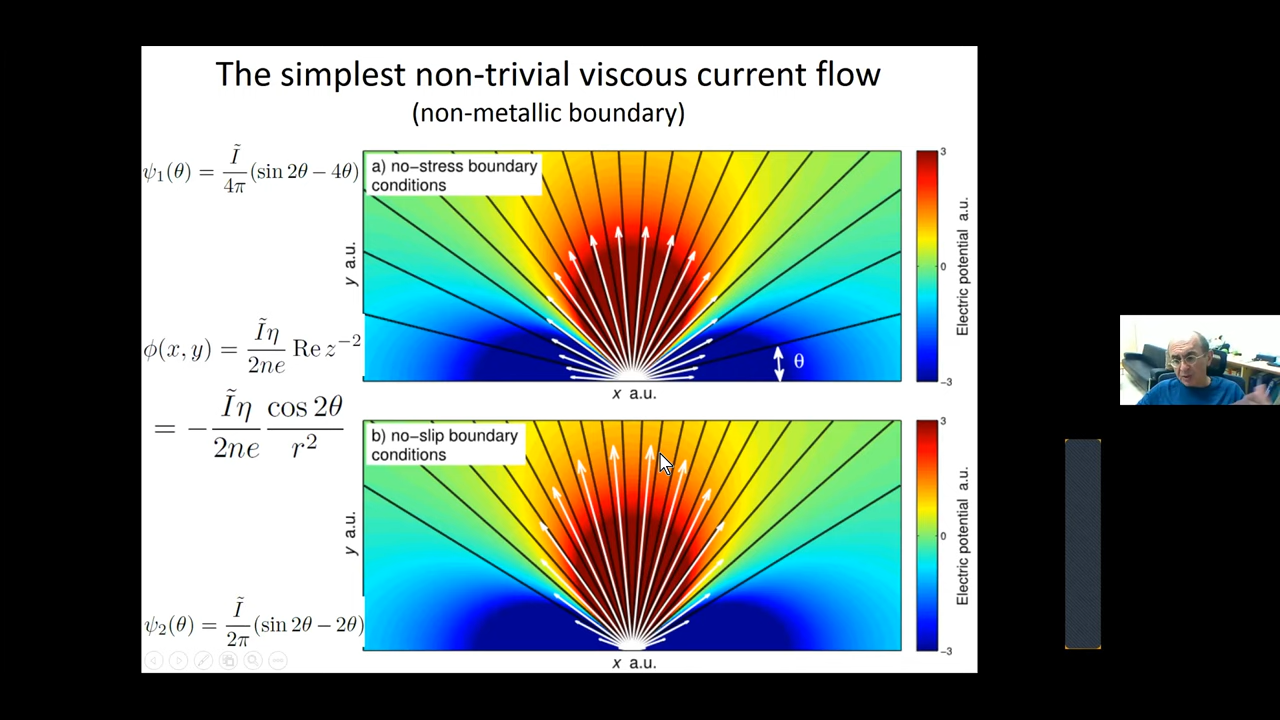 The simplest non-trivial viscous current flow
(non-metallic boundary)
ψ₁(θ) = Ĩ/4π (sin 2θ − 4θ)
a) no−stress boundary
conditions
y a.u.
θ
x a.u.
3
0
−3
Electric potential a.u.
ϕ(x, y) = Ĩη/2ne Re z⁻²
= − Ĩη/2ne cos 2θ/r²
b) no−slip boundary
conditions
y a.u.
x a.u.
3
0
−3
Electric potential a.u.
ψ₂(θ) = Ĩ/2π (sin 2θ − 2θ)